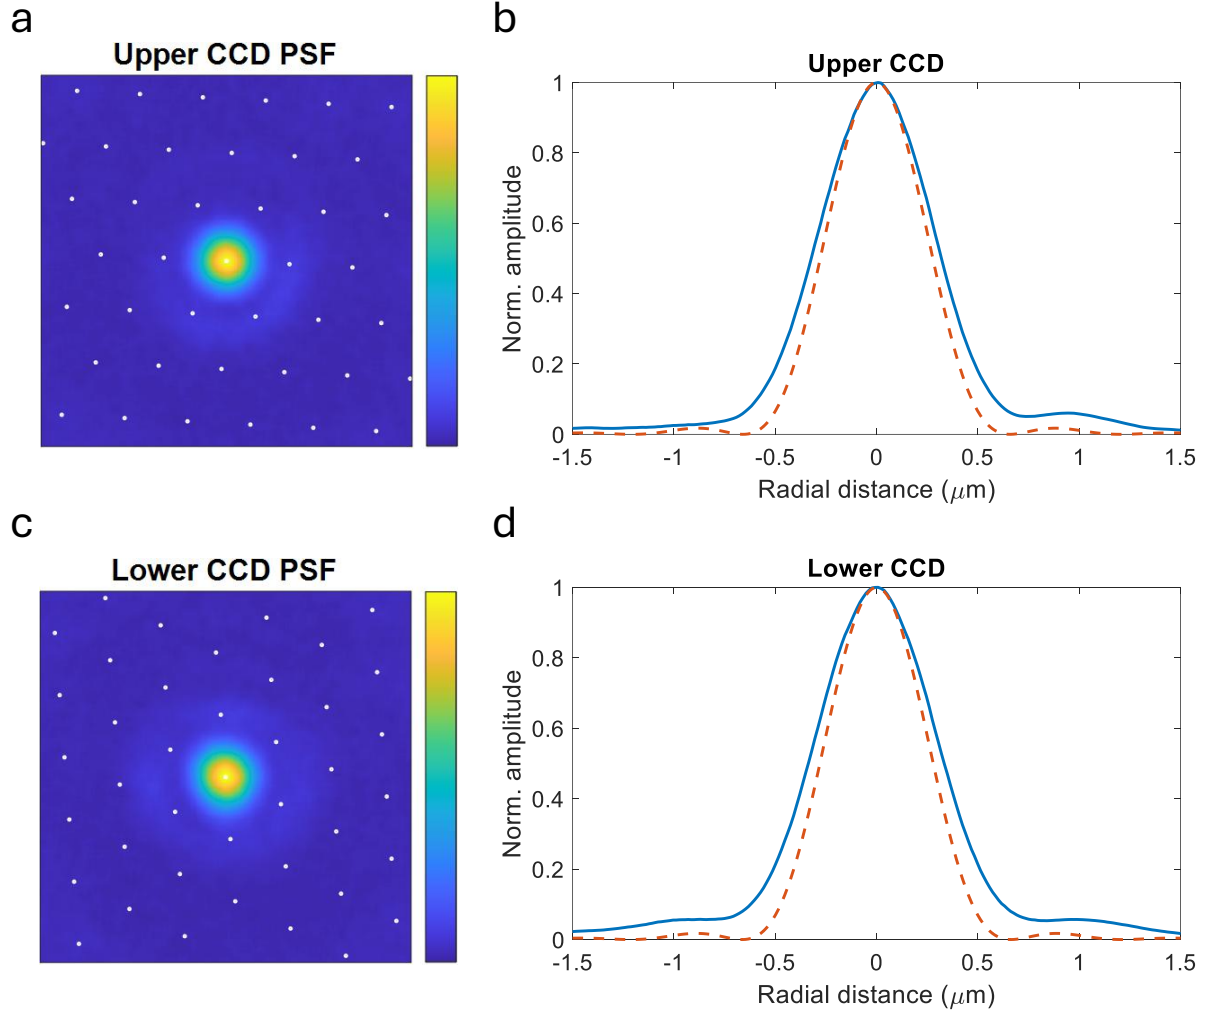 a
Upper CCD PSF
b
Upper CCD
1
0.8
0.6
0.4
0.2
0
Norm. amplitude
-1.5 -1 -0.5 0 0.5 1 1.5
Radial distance (μm)
c
Lower CCD PSF
d
Lower CCD
1
0.8
0.6
0.4
0.2
0
Norm. amplitude
-1.5 -1 -0.5 0 0.5 1 1.5
Radial distance (μm)